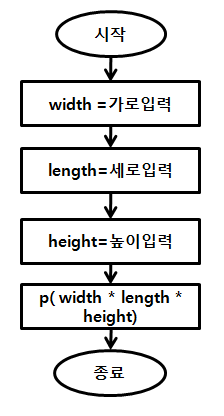 시작
width =가로입력
length=세로입력
height=높이입력
p( width * length *
height)
종료